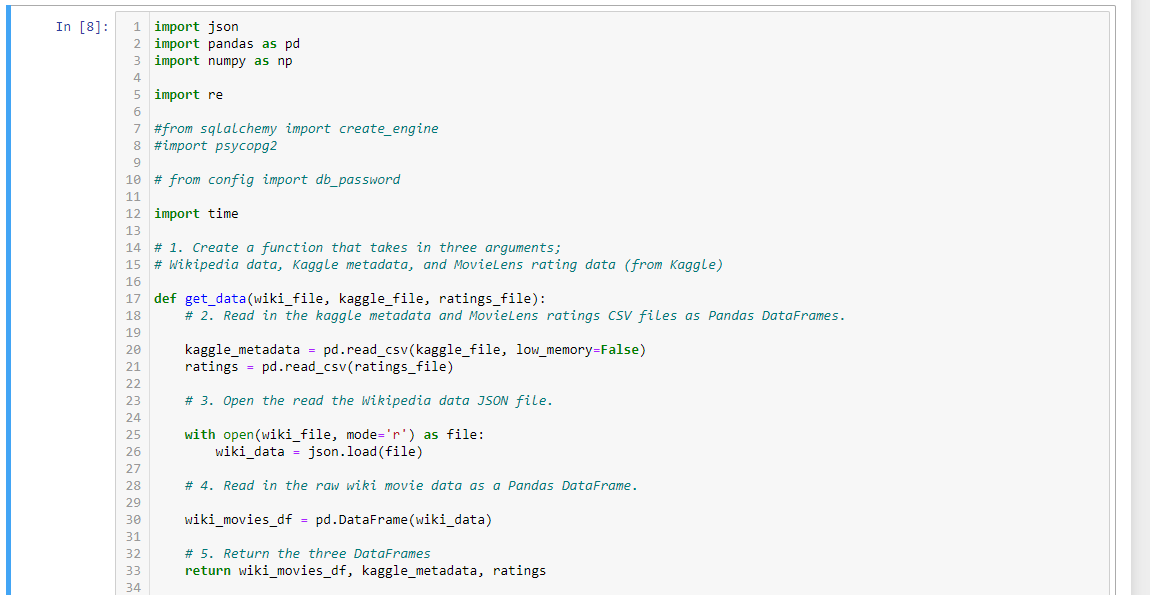 In [8]:
1 import json
2 import pandas as pd
3 import numpy as np
4
5 import re
6
7 #from sqlalchemy import create_engine
8 #import psycopg2
9
10 # from config import db_password
11
12 import time
13
14 # 1. Create a function that takes in three arguments;
15 # Wikipedia data, Kaggle metadata, and MovieLens rating data (from Kaggle)
16
17 def get_data(wiki_file, kaggle_file, ratings_file):
18     # 2. Read in the kaggle metadata and MovieLens ratings CSV files as Pandas DataFrames.
19
20     kaggle_metadata = pd.read_csv(kaggle_file, low_memory=False)
21     ratings = pd.read_csv(ratings_file)
22
23     # 3. Open the read the Wikipedia data JSON file.
24
25     with open(wiki_file, mode='r') as file:
26         wiki_data = json.load(file)
27
28     # 4. Read in the raw wiki movie data as a Pandas DataFrame.
29
30     wiki_movies_df = pd.DataFrame(wiki_data)
31
32     # 5. Return the three DataFrames
33     return wiki_movies_df, kaggle_metadata, ratings
34